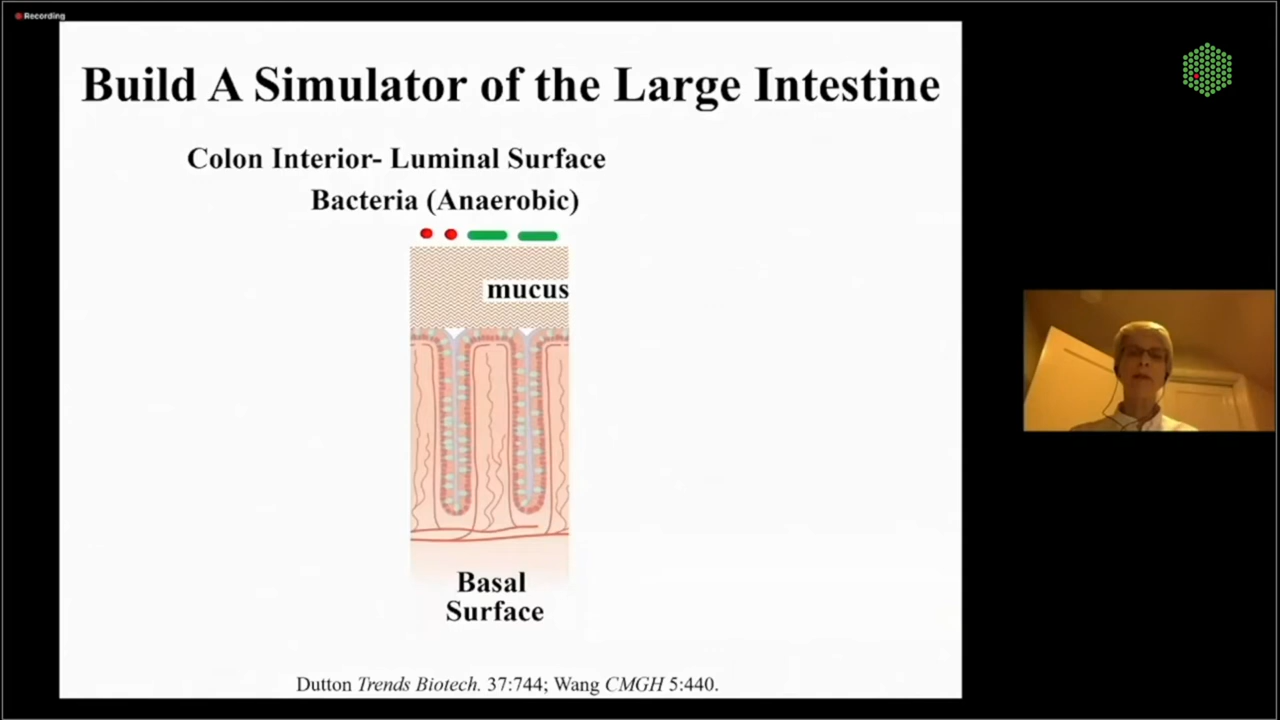 Recording
Build A Simulator of the Large Intestine
Colon Interior- Luminal Surface
Bacteria (Anaerobic)
mucus
Basal
Surface
Dutton Trends Biotech. 37:744; Wang CMGH 5:440.